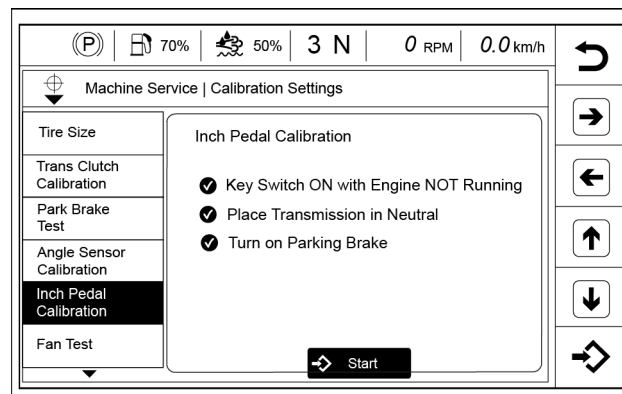 (P) 70% 50% 3 N 0 RPM 0.0 km/h
Machine Service | Calibration Settings
Tire Size
Trans Clutch
Calibration
Park Brake
Test
Angle Sensor
Calibration
Inch Pedal
Calibration
Fan Test
Inch Pedal Calibration
Key Switch ON with Engine NOT Running
Place Transmission in Neutral
Turn on Parking Brake
Start